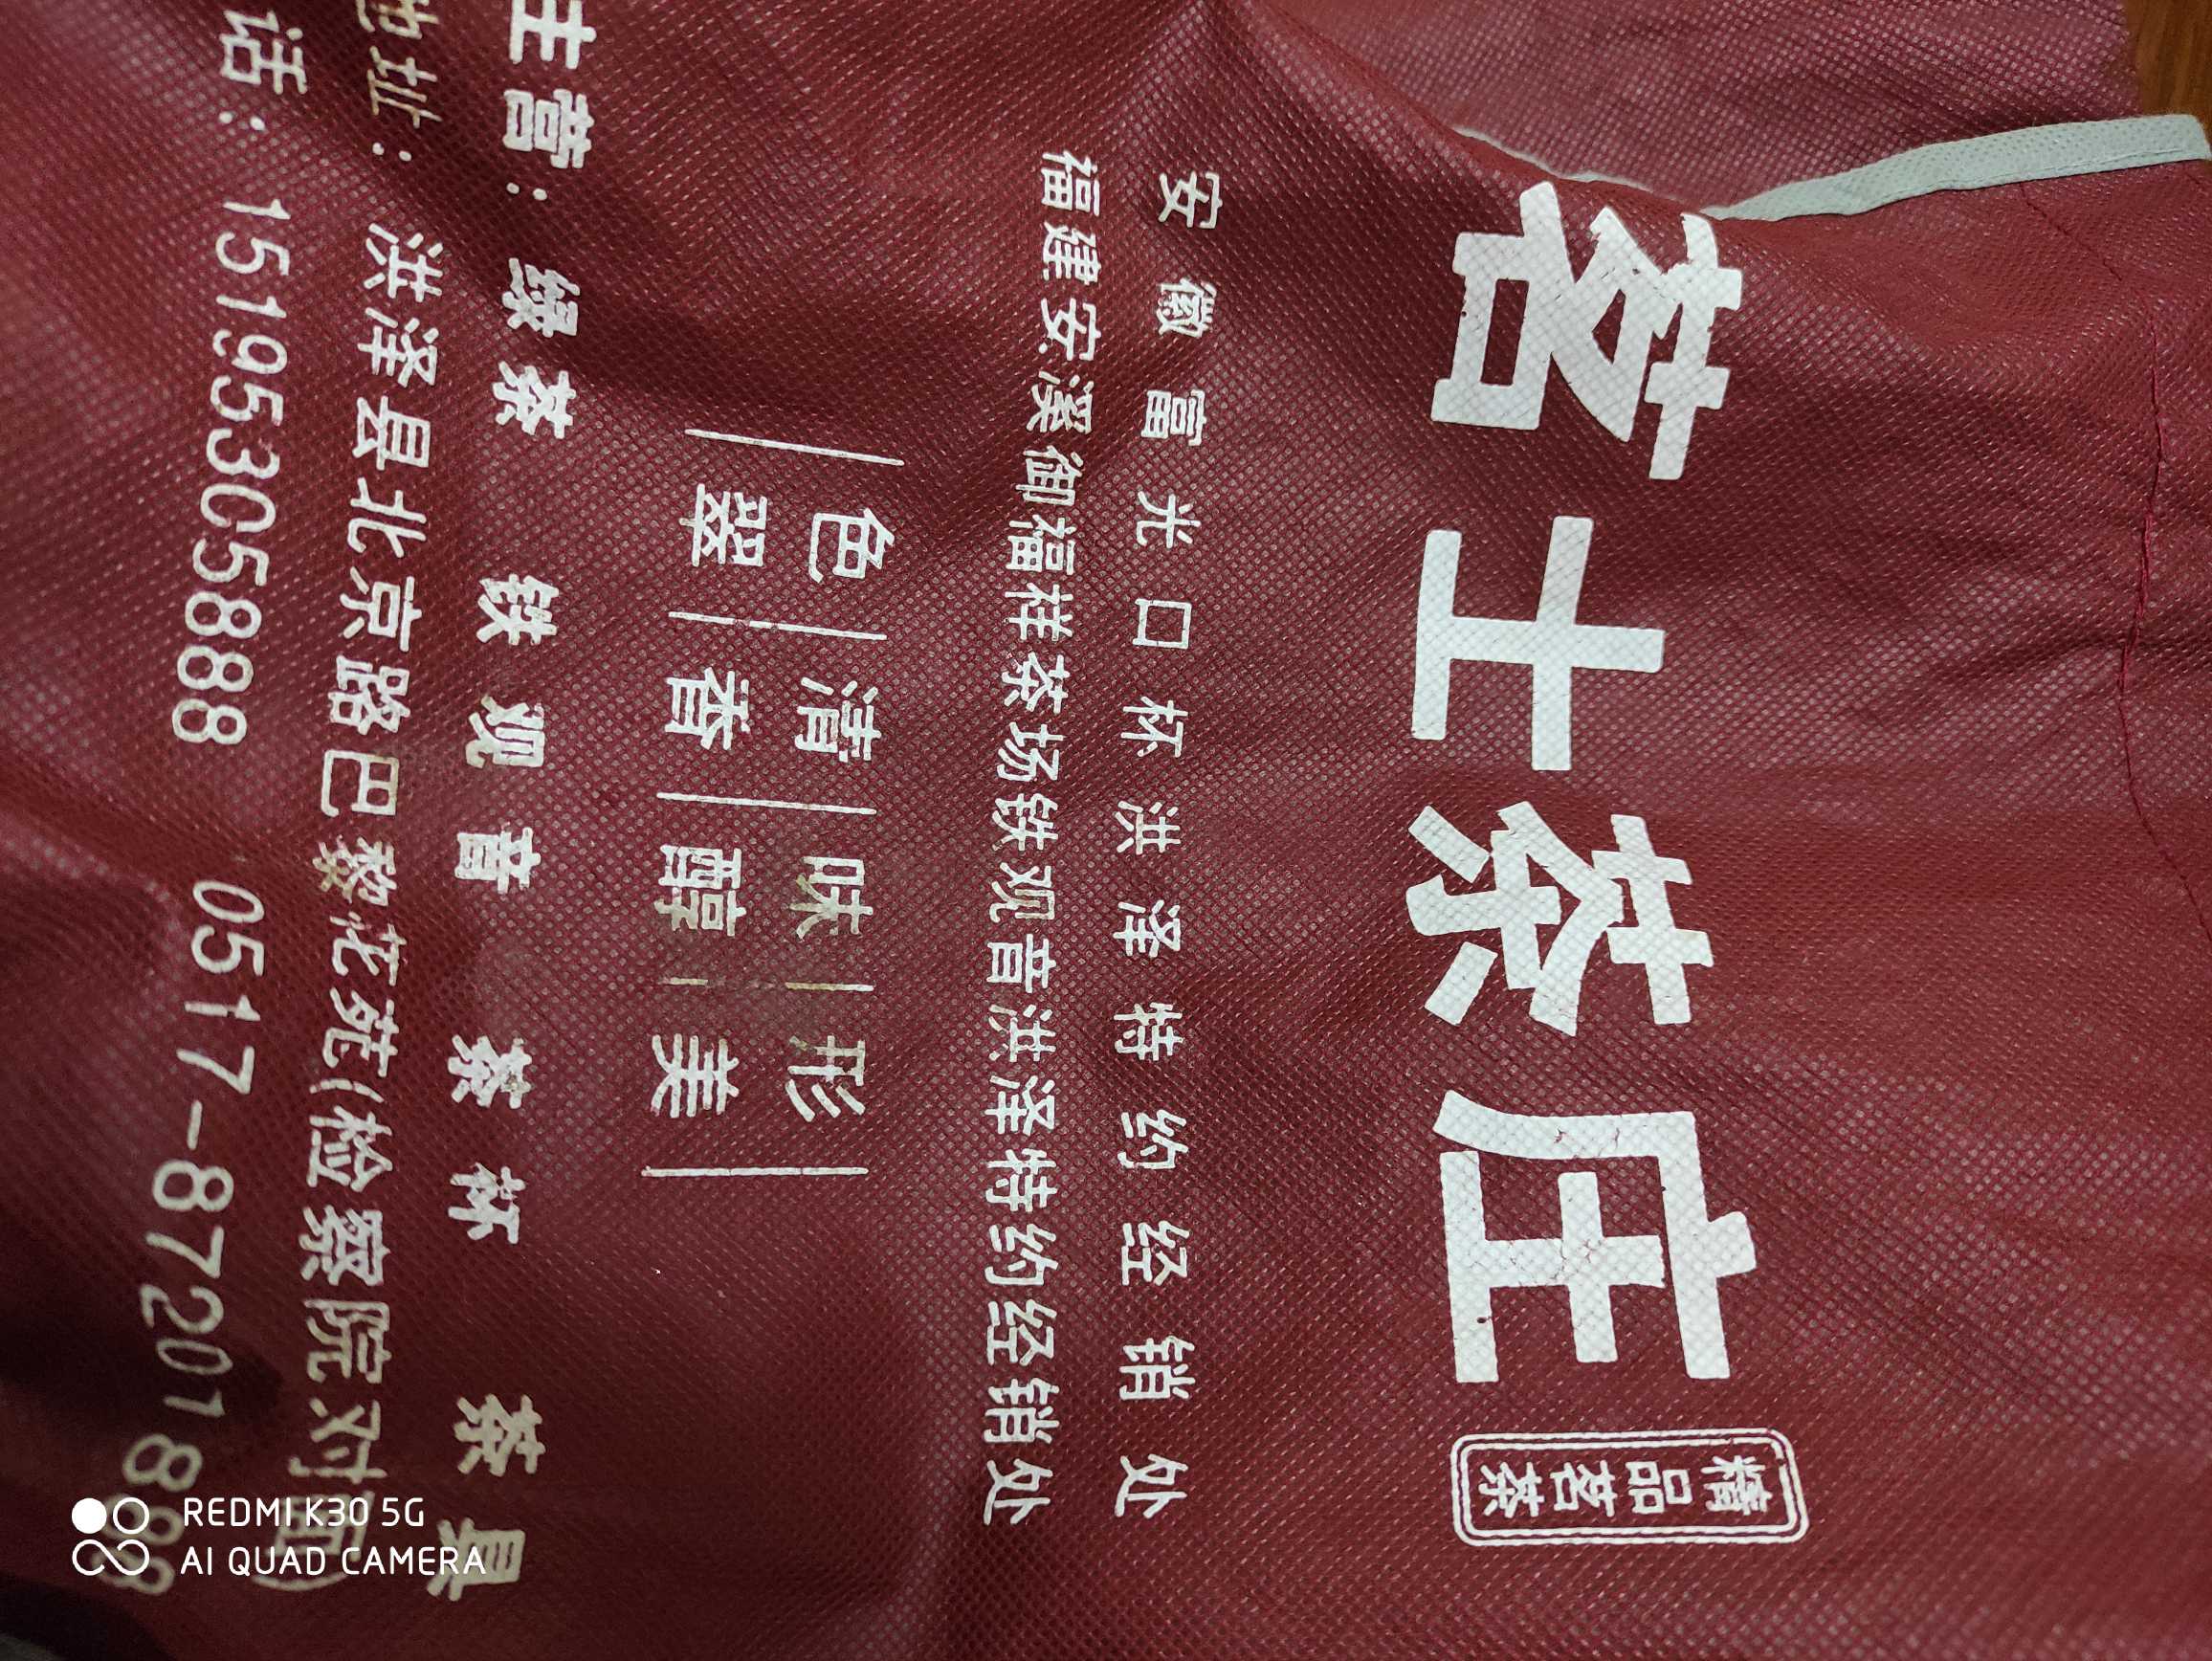 茗士茶庄
精品茗茶
安徽富光口杯洪泽特约经销处
福建安溪御福祥茶场铁观音洪泽特约经销处
色 清 味 形
翠 香 醇 美
主营: 绿茶 铁观音 茶杯 茶具
地址: 洪泽县北京路巴黎花苑(检察院对面)
话: 15195305888 0517-87201888
REDMI K30 5G
AI QUAD CAMERA